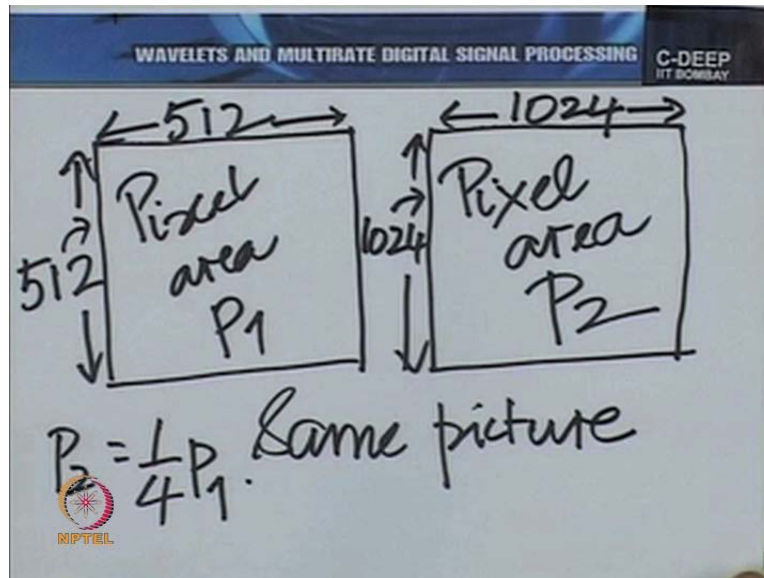 WAVELETS AND MULTIRATE DIGITAL SIGNAL PROCESSING
C-DEEP
IIT BOMBAY
512
512
Pixel
area
P1
1024
1024
Pixel
area
P2
P2 = 1/4 P1. Same picture
NPTEL